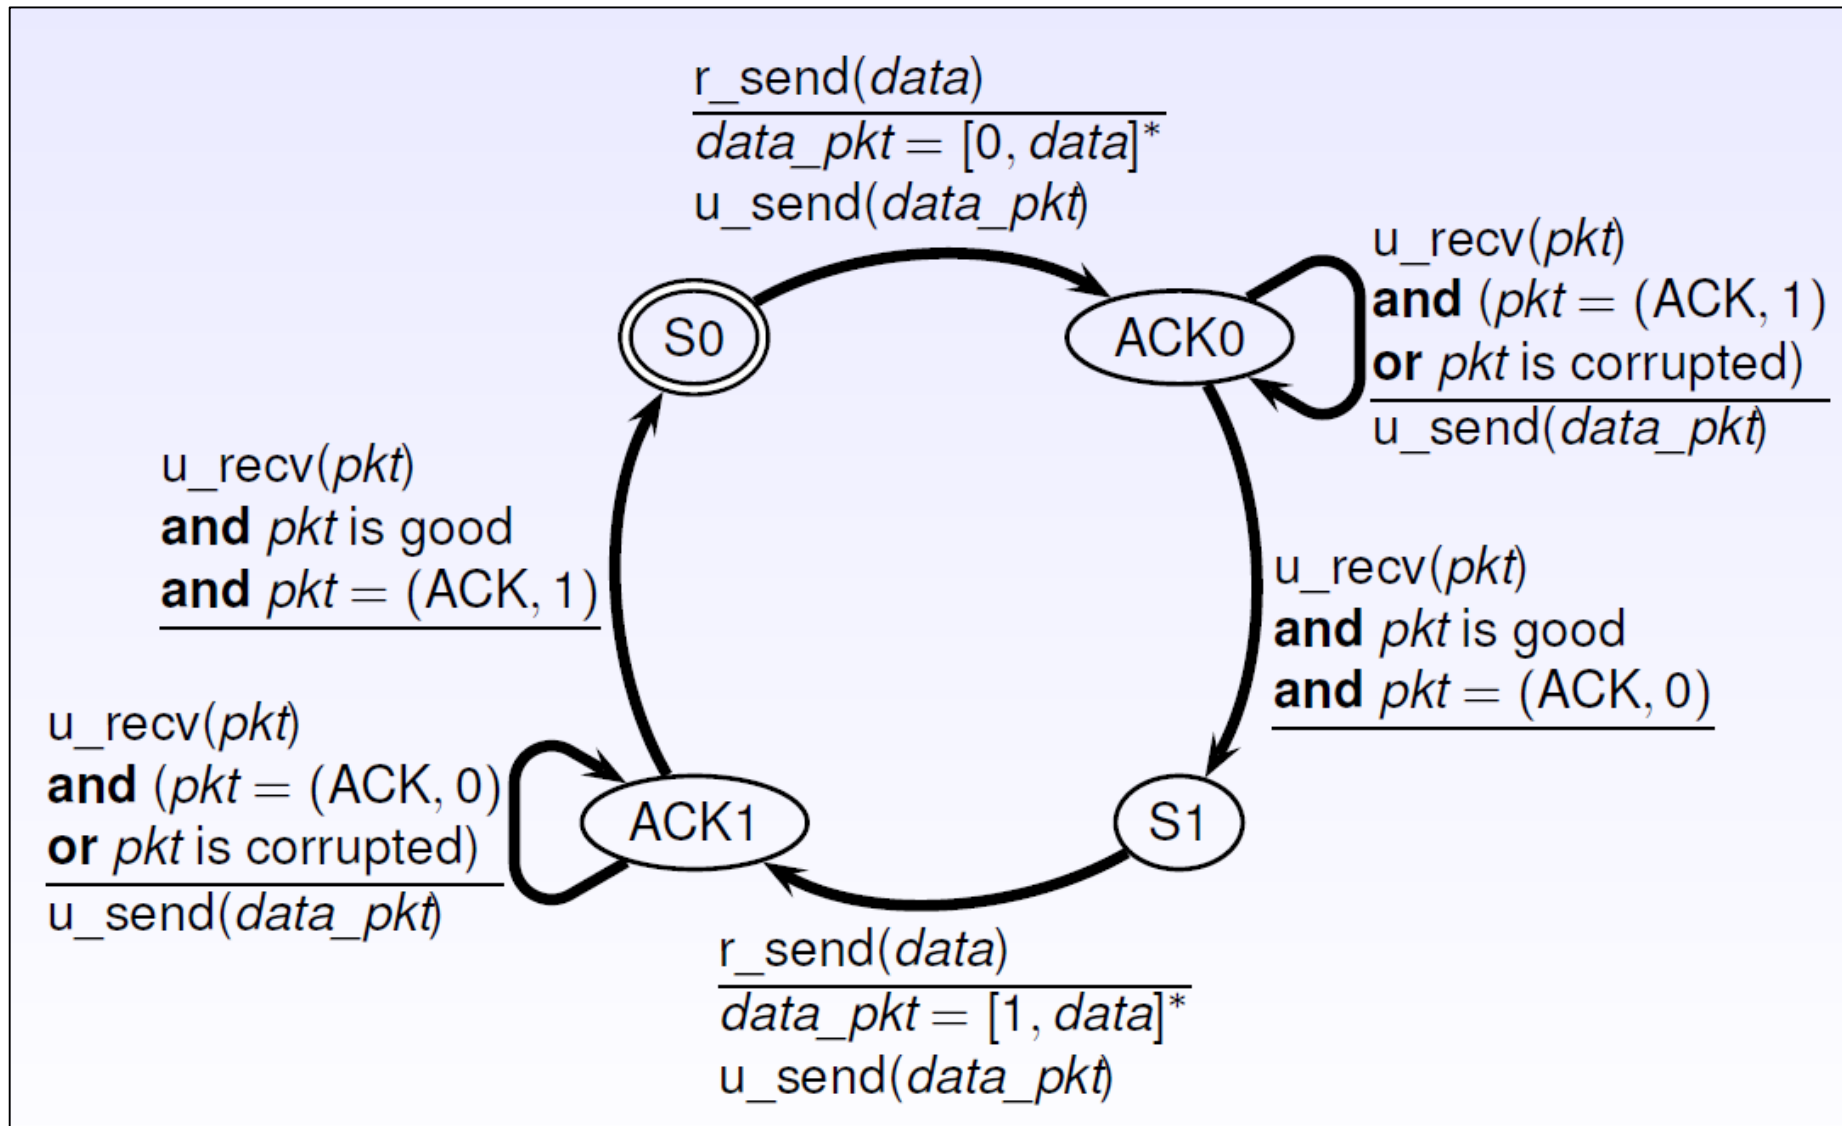 r_send(data)
data_pkt = [0, data]*
u_send(data_pkt)
u_recv(pkt)
and (pkt = (ACK, 1)
or pkt is corrupted)
u_send(data_pkt)
S0
ACK0
u_recv(pkt)
and pkt is good
and pkt = (ACK, 1)
u_recv(pkt)
and pkt is good
and pkt = (ACK, 0)
u_recv(pkt)
and (pkt = (ACK, 0)
or pkt is corrupted)
u_send(data_pkt)
ACK1
S1
r_send(data)
data_pkt = [1, data]*
u_send(data_pkt)